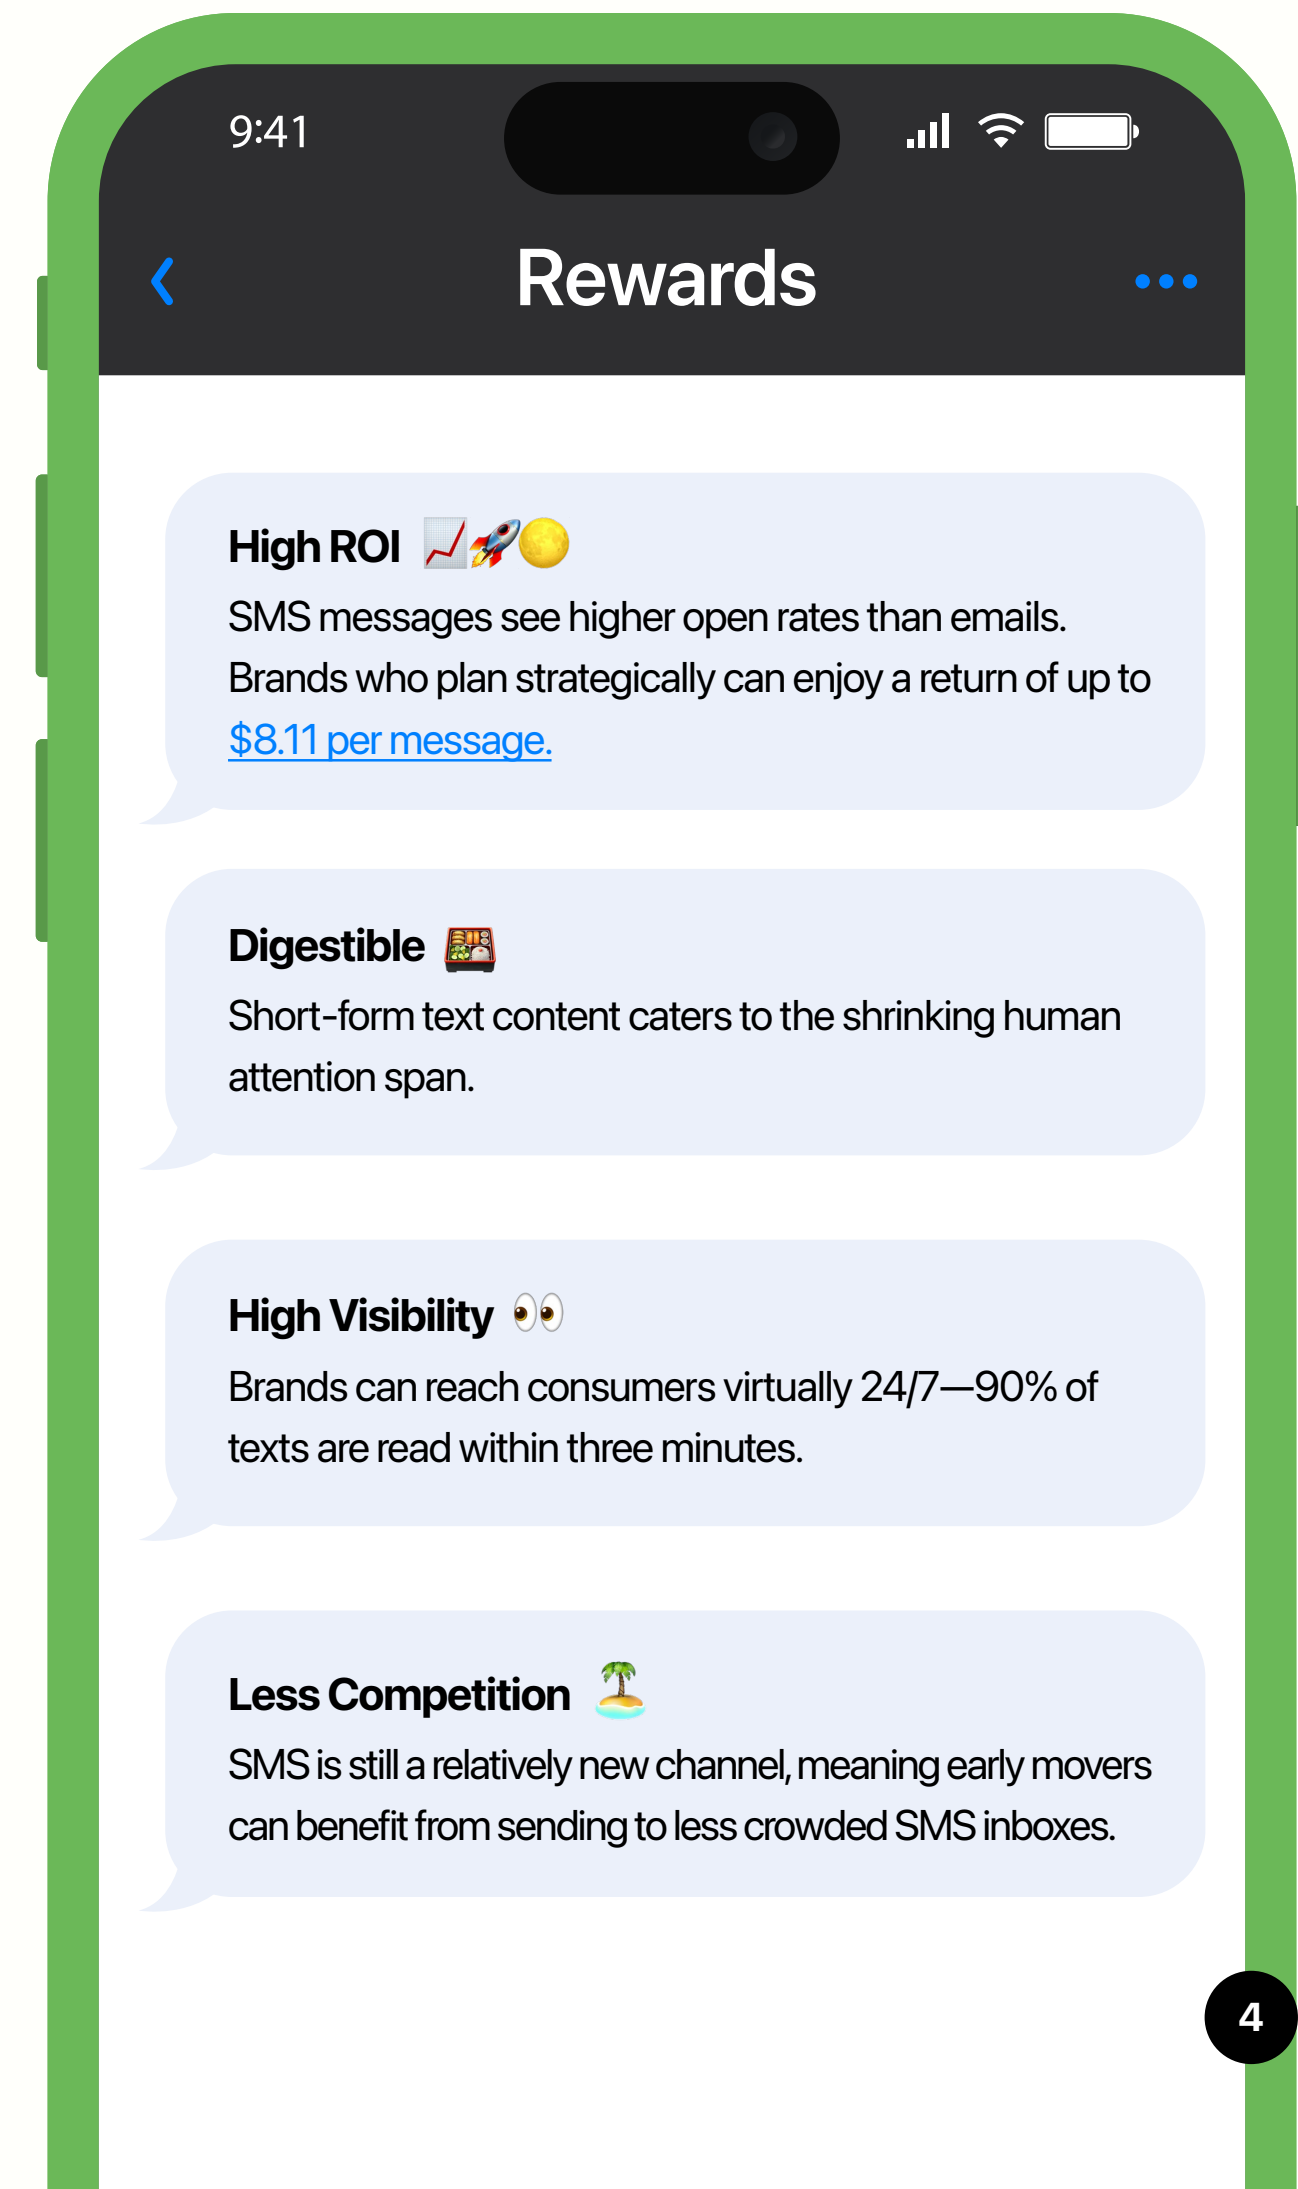 9:41
Rewards
High ROI 📈🚀🌕
SMS messages see higher open rates than emails.
Brands who plan strategically can enjoy a return of up to
$8.11 per message.
Digestible 🍱
Short-form text content caters to the shrinking human
attention span.
High Visibility 👀
Brands can reach consumers virtually 24/7—90% of
texts are read within three minutes.
Less Competition 🏝️
SMS is still a relatively new channel, meaning early movers
can benefit from sending to less crowded SMS inboxes.
4